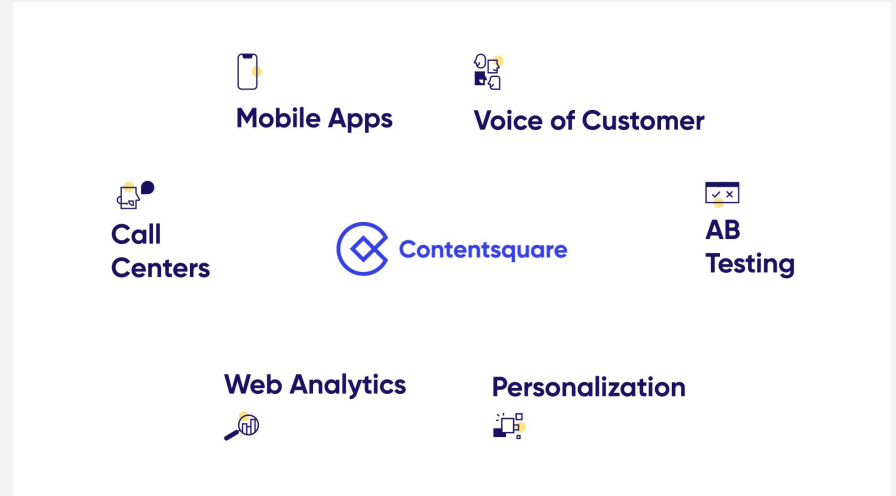 Mobile Apps
Voice of Customer
Call
Centers
Contentsquare
AB
Testing
Web Analytics
Personalization